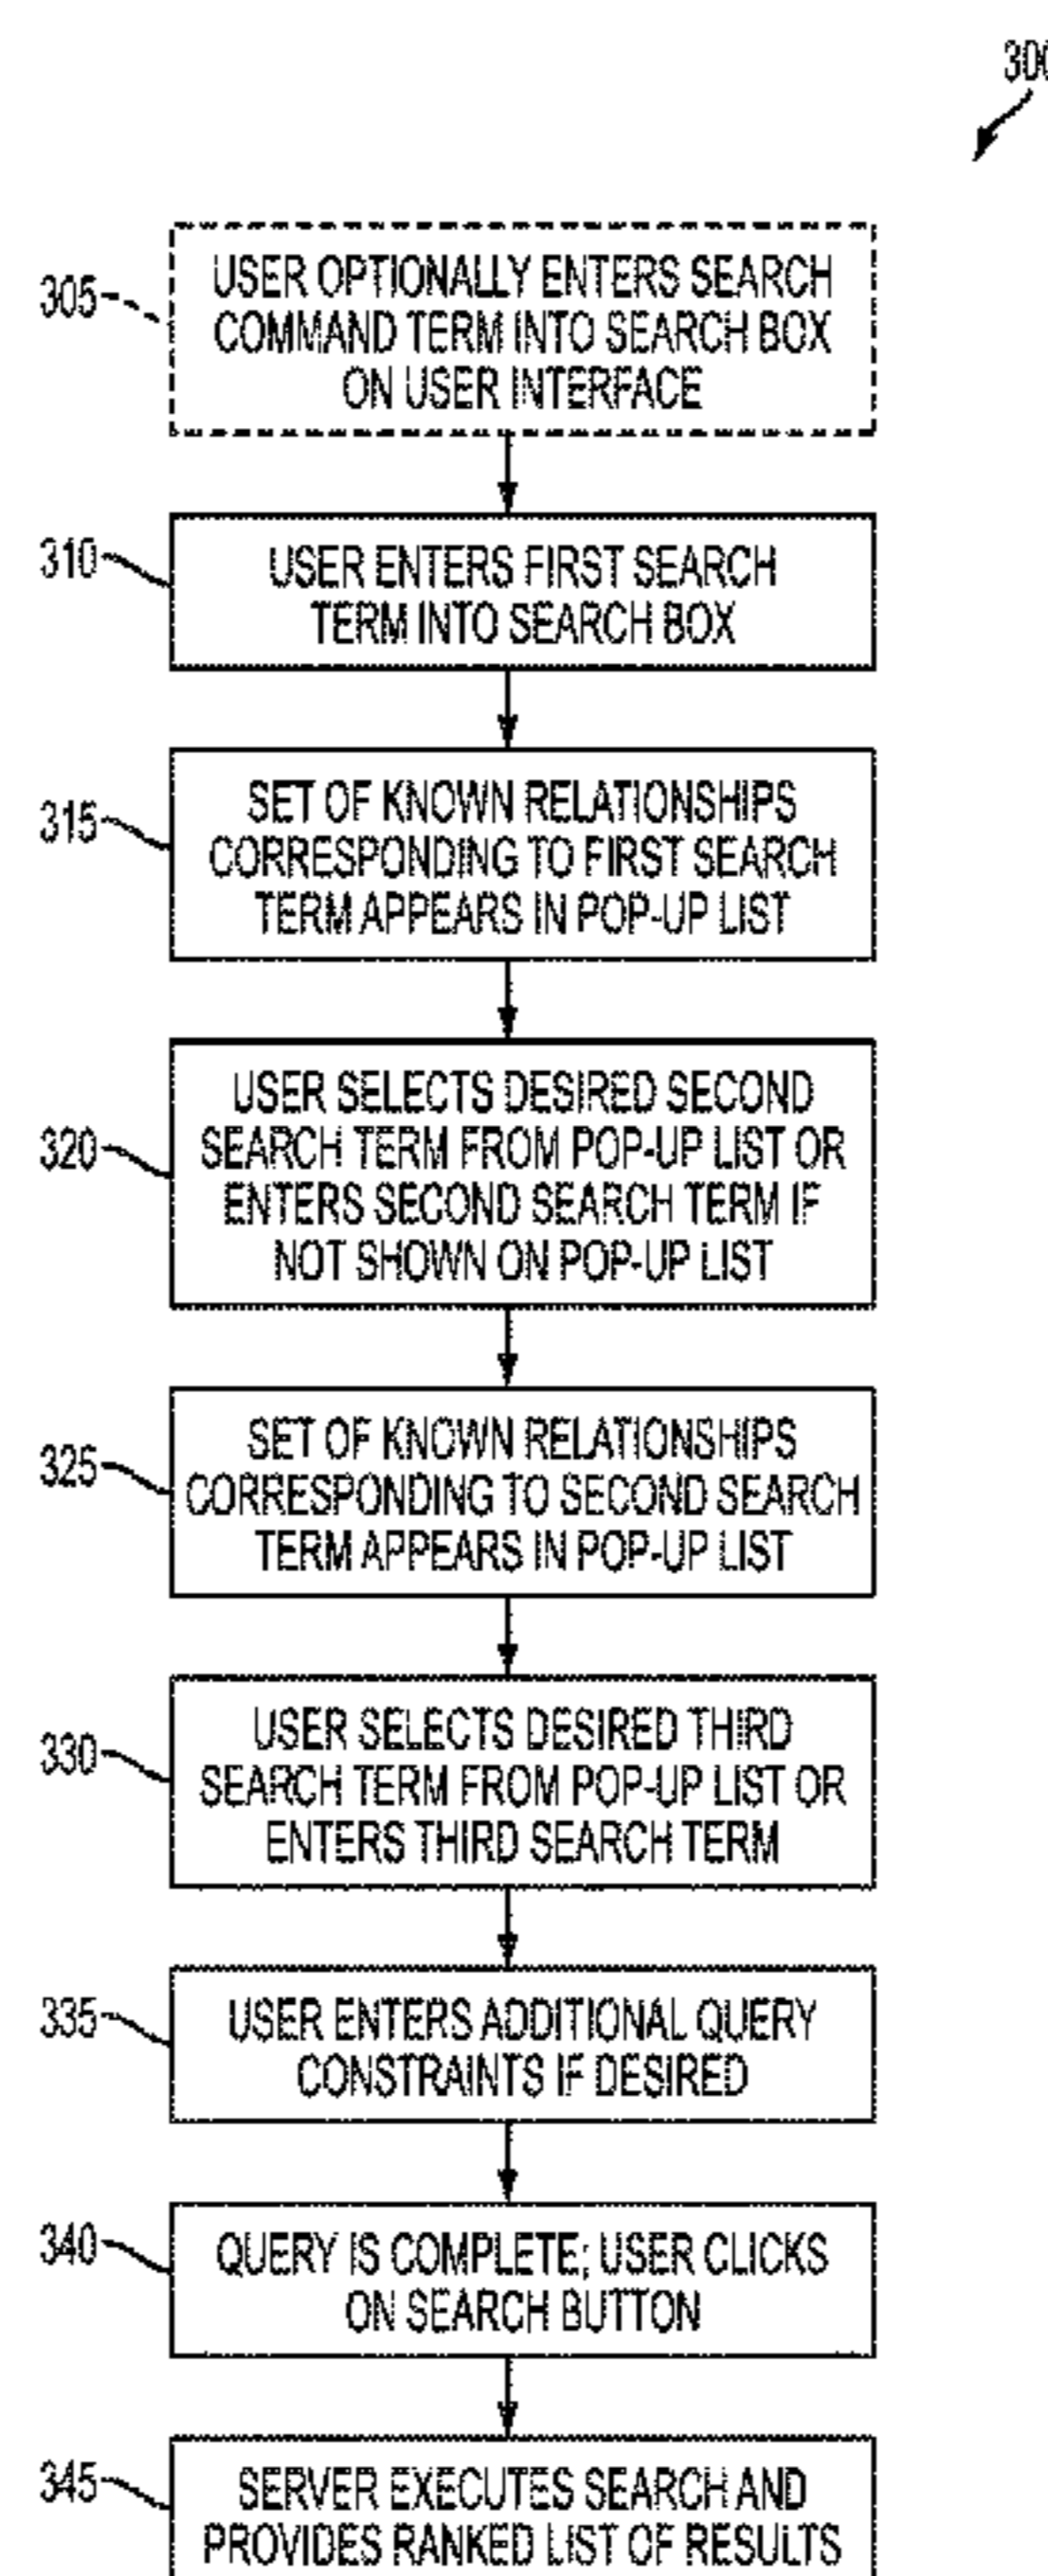 300
305
USER OPTIONALLY ENTERS SEARCH
COMMAND TERM INTO SEARCH BOX
ON USER INTERFACE
310
USER ENTERS FIRST SEARCH
TERM INTO SEARCH BOX
315
SET OF KNOWN RELATIONSHIPS
CORRESPONDING TO FIRST SEARCH
TERM APPEARS IN POP-UP LIST
320
USER SELECTS DESIRED SECOND
SEARCH TERM FROM POP-UP LIST OR
ENTERS SECOND SEARCH TERM IF
NOT SHOWN ON POP-UP LIST
325
SET OF KNOWN RELATIONSHIPS
CORRESPONDING TO SECOND SEARCH
TERM APPEARS IN POP-UP LIST
330
USER SELECTS DESIRED THIRD
SEARCH TERM FROM POP-UP LIST OR
ENTERS THIRD SEARCH TERM
335
USER ENTERS ADDITIONAL QUERY
CONSTRAINTS IF DESIRED
340
QUERY IS COMPLETE; USER CLICKS
ON SEARCH BUTTON
345
SERVER EXECUTES SEARCH AND
PROVIDES RANKED LIST OF RESULTS